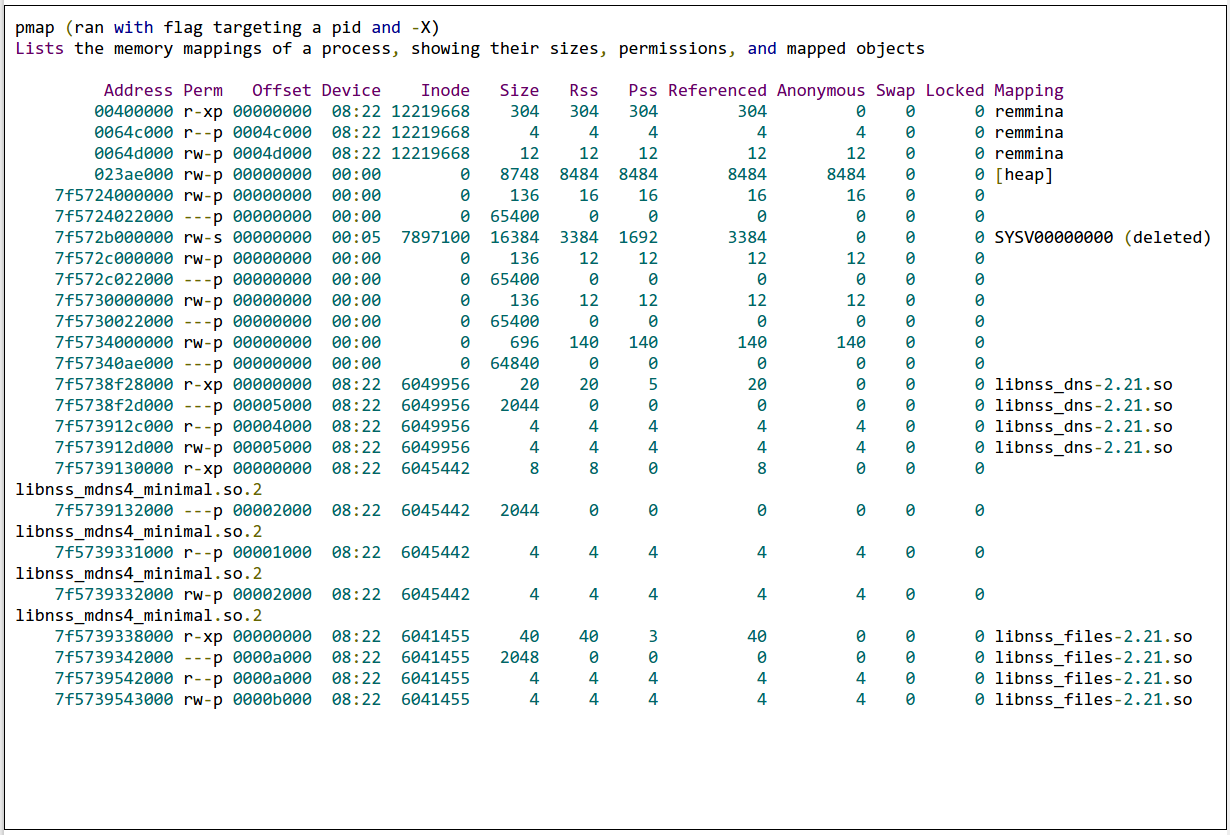 pmap (ran with flag targeting a pid and -X)
Lists the memory mappings of a process, showing their sizes, permissions, and mapped objects
Address Perm Offset Device Inode Size Rss Pss Referenced Anonymous Swap Locked Mapping
00400000 r-xp 00000000 08:22 12219668 304 304 304 304 0 0 0 remmina
0064c000 r--p 0004c000 08:22 12219668 4 4 4 4 4 0 0 remmina
0064d000 rw-p 0004d000 08:22 12219668 12 12 12 12 12 0 0 remmina
023ae000 rw-p 00000000 00:00 0 8748 8484 8484 8484 8484 0 0 [heap]
7f5724000000 rw-p 00000000 00:00 0 136 16 16 16 16 0 0
7f5724022000 ---p 00000000 00:00 0 65400 0 0 0 0 0 0
7f572b000000 rw-s 00000000 00:05 7897100 16384 3384 1692 3384 0 0 0 SYSV00000000 (deleted)
7f572c000000 rw-p 00000000 00:00 0 136 12 12 12 12 0 0
7f572c022000 ---p 00000000 00:00 0 65400 0 0 0 0 0 0
7f5730000000 rw-p 00000000 00:00 0 136 12 12 12 12 0 0
7f5730022000 ---p 00000000 00:00 0 65400 0 0 0 0 0 0
7f5734000000 rw-p 00000000 00:00 0 696 140 140 140 140 0 0
7f57340ae000 ---p 00000000 00:00 0 64840 0 0 0 0 0 0
7f5738f28000 r-xp 00000000 08:22 6049956 20 20 5 20 0 0 0 libnss_dns-2.21.so
7f5738f2d000 ---p 00005000 08:22 6049956 2044 0 0 0 0 0 0 libnss_dns-2.21.so
7f573912c000 r--p 00004000 08:22 6049956 4 4 4 4 4 0 0 libnss_dns-2.21.so
7f573912d000 rw-p 00005000 08:22 6049956 4 4 4 4 4 0 0 libnss_dns-2.21.so
7f5739130000 r-xp 00000000 08:22 6045442 8 8 0 8 0 0 0
libnss_mdns4_minimal.so.2
7f5739132000 ---p 00002000 08:22 6045442 2044 0 0 0 0 0 0
libnss_mdns4_minimal.so.2
7f5739331000 r--p 00001000 08:22 6045442 4 4 4 4 4 0 0
libnss_mdns4_minimal.so.2
7f5739332000 rw-p 00002000 08:22 6045442 4 4 4 4 4 0 0
libnss_mdns4_minimal.so.2
7f5739338000 r-xp 00000000 08:22 6041455 40 40 3 40 0 0 0 libnss_files-2.21.so
7f5739342000 ---p 0000a000 08:22 6041455 2048 0 0 0 0 0 0 libnss_files-2.21.so
7f5739542000 r--p 0000a000 08:22 6041455 4 4 4 4 4 0 0 libnss_files-2.21.so
7f5739543000 rw-p 0000b000 08:22 6041455 4 4 4 4 4 0 0 libnss_files-2.21.so